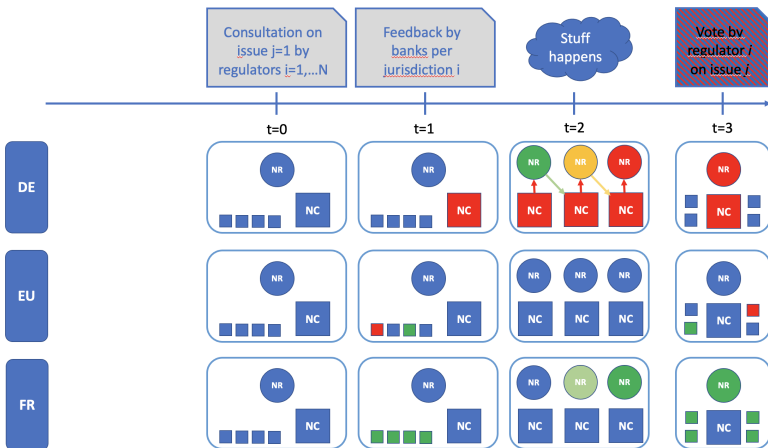 Consultation on
issue j=1 by
regulators i=1,...N
Feedback by
banks per
jurisdiction i
Stuff
happens
Vote by
regulator i
on issue j
t=0
t=1
t=2
t=3
DE
NR
NC
NR
NC
NR
NR
NR
NC
NC
NC
NR
NC
EU
NR
NC
NR
NC
NR
NR
NR
NC
NC
NC
NR
NC
FR
NR
NC
NR
NC
NR
NR
NR
NC
NC
NC
NR
NC